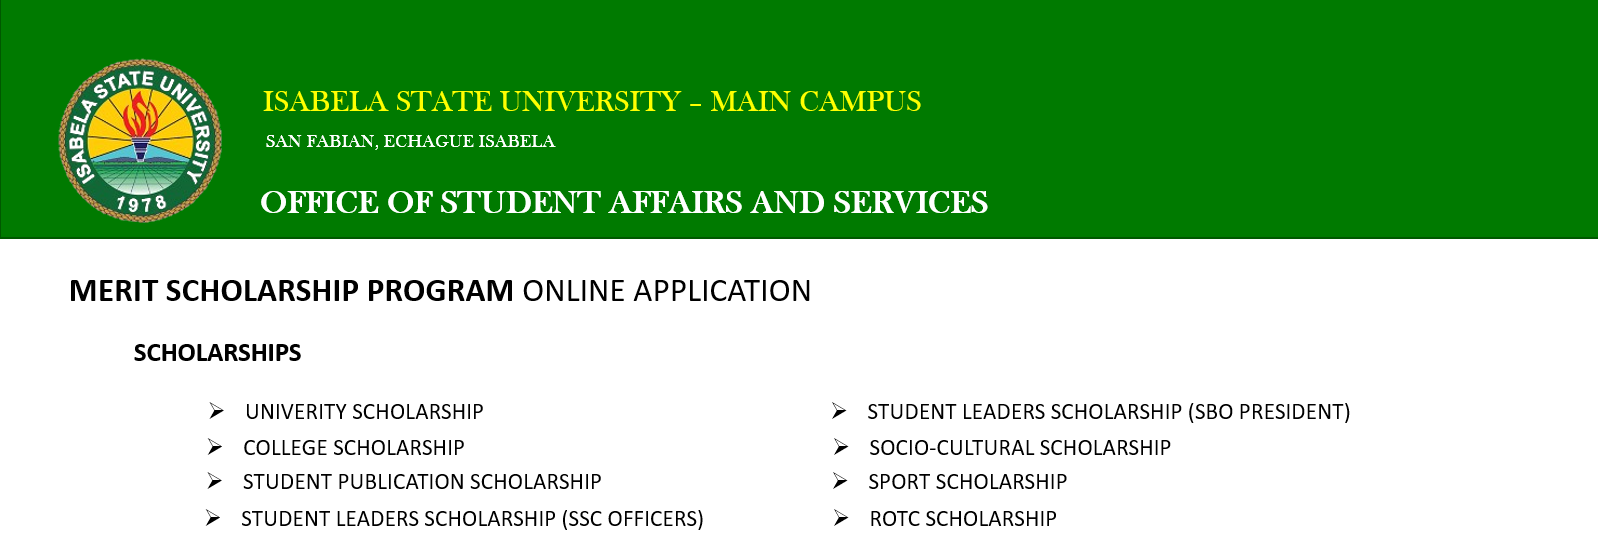 ISABELA STATE UNIVERSITY
1978
ISABELA STATE UNIVERSITY – MAIN CAMPUS
SAN FABIAN, ECHAGUE ISABELA
OFFICE OF STUDENT AFFAIRS AND SERVICES
MERIT SCHOLARSHIP PROGRAM ONLINE APPLICATION
SCHOLARSHIPS
➢ UNIVERITY SCHOLARSHIP
➢ COLLEGE SCHOLARSHIP
➢ STUDENT PUBLICATION SCHOLARSHIP
➢ STUDENT LEADERS SCHOLARSHIP (SSC OFFICERS)
➢ STUDENT LEADERS SCHOLARSHIP (SBO PRESIDENT)
➢ SOCIO-CULTURAL SCHOLARSHIP
➢ SPORT SCHOLARSHIP
➢ ROTC SCHOLARSHIP